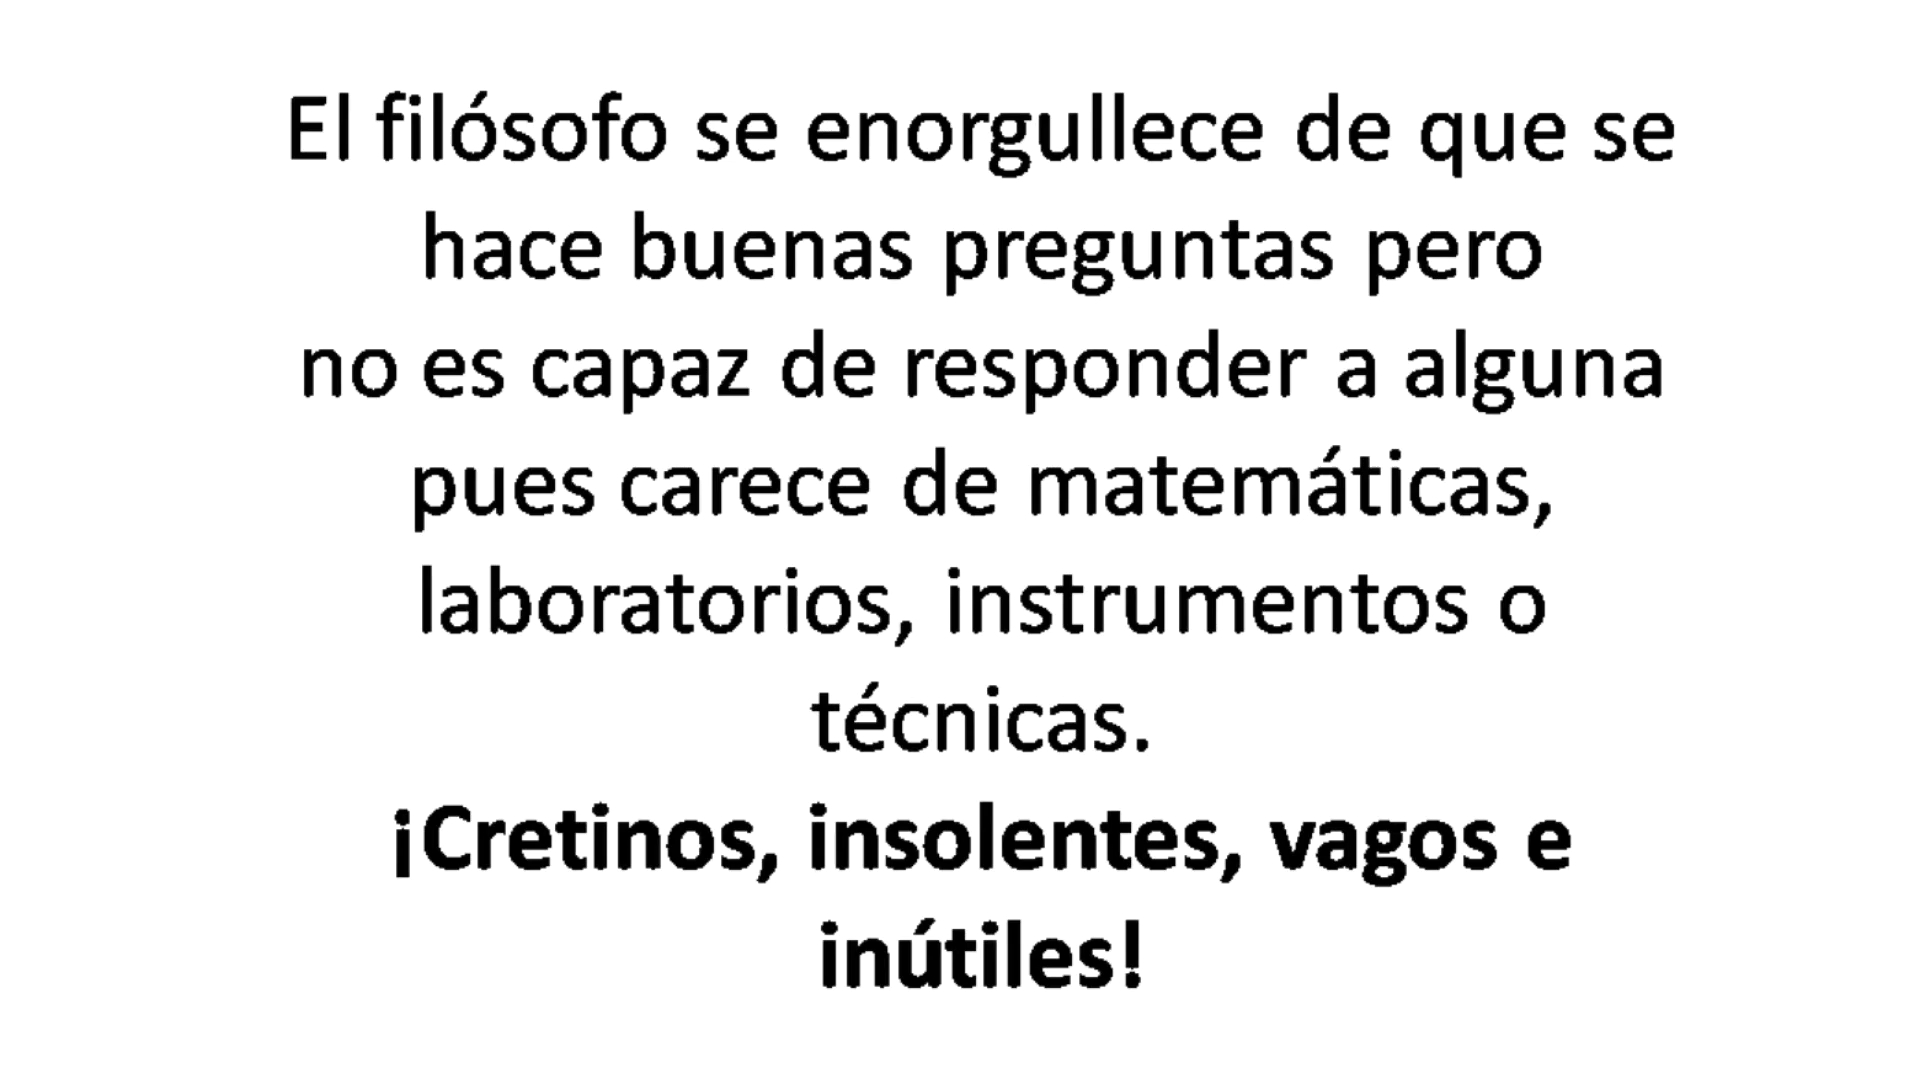 El filósofo se enorgullece de que se
hace buenas preguntas pero
no es capaz de responder a alguna
pues carece de matemáticas,
laboratorios, instrumentos o
técnicas.
¡Cretinos, insolentes, vagos e
inútiles!